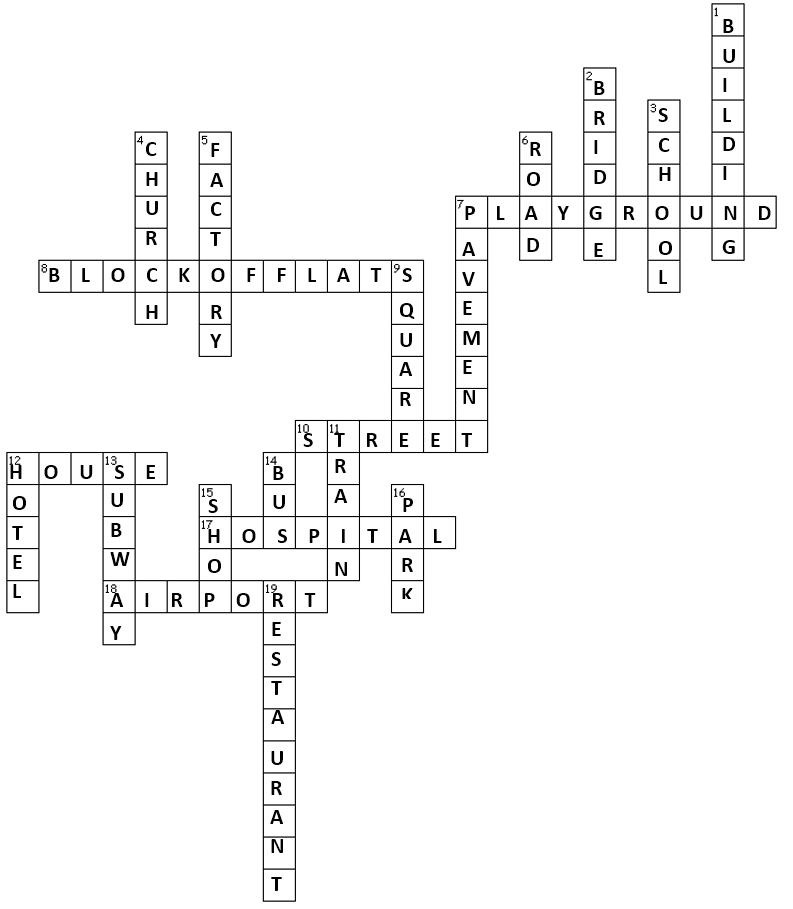 1 BUILDING
2 BRIDGE
3 SCHOOL
4 CHURCH
5 FACTORY
6 ROAD
7 PLAYGROUND
PAVEMENT
8 BLOCKOFFLATS
9 SQUARE
10 STREET
11 TRAIN
12 HOUSE
HOTEL
13 SUBWAY
14 BUS
15 SHOP
16 PARK
17 HOSPITAL
18 AIRPORT
19 RESTAURANT